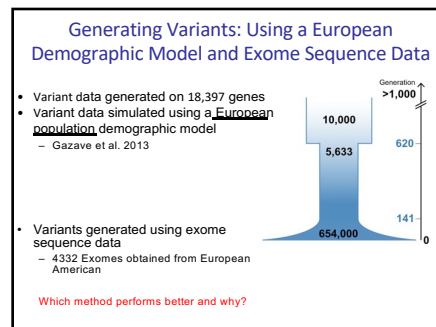 Generating Variants: Using a European
Demographic Model and Exome Sequence Data
• Variant data generated on 18,397 genes
• Variant data simulated using a European
population demographic model
– Gazave et al. 2013
• Variants generated using exome
sequence data
– 4332 Exomes obtained from European
American
Which method performs better and why?
Generation
>1,000
10,000
5,633
620
141
654,000
0